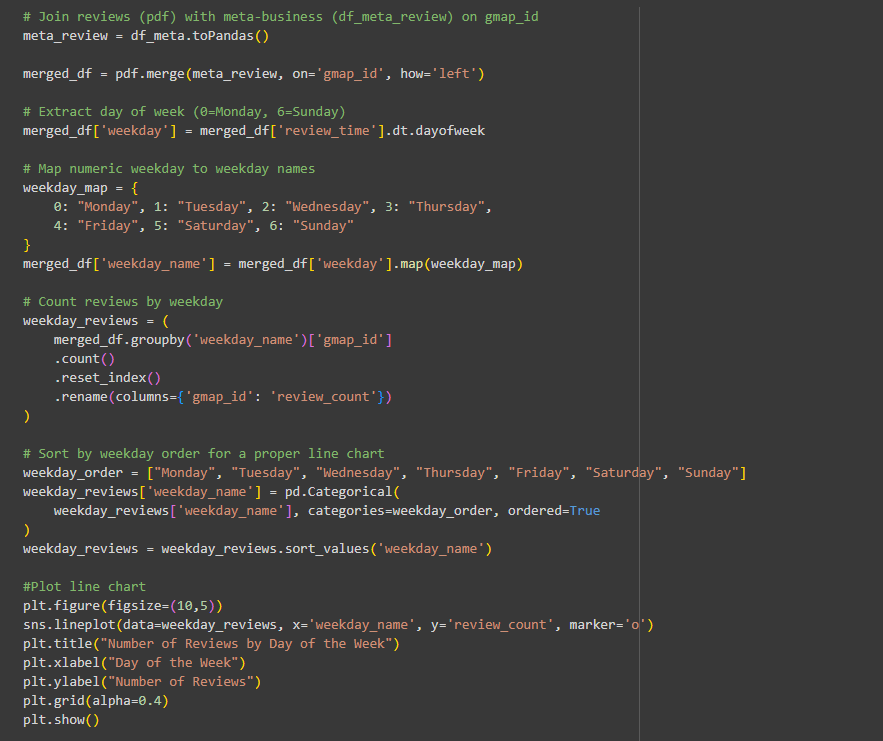 # Join reviews (pdf) with meta-business (df_meta_review) on gmap_id
meta_review = df_meta.toPandas()

merged_df = pdf.merge(meta_review, on='gmap_id', how='left')

# Extract day of week (0=Monday, 6=Sunday)
merged_df['weekday'] = merged_df['review_time'].dt.dayofweek

# Map numeric weekday to weekday names
weekday_map = {
    0: "Monday", 1: "Tuesday", 2: "Wednesday", 3: "Thursday",
    4: "Friday", 5: "Saturday", 6: "Sunday"
}
merged_df['weekday_name'] = merged_df['weekday'].map(weekday_map)

# Count reviews by weekday
weekday_reviews = (
    merged_df.groupby('weekday_name')['gmap_id']
    .count()
    .reset_index()
    .rename(columns={'gmap_id': 'review_count'})
)

# Sort by weekday order for a proper line chart
weekday_order = ["Monday", "Tuesday", "Wednesday", "Thursday", "Friday", "Saturday", "Sunday"]
weekday_reviews['weekday_name'] = pd.Categorical(
    weekday_reviews['weekday_name'], categories=weekday_order, ordered=True
)
weekday_reviews = weekday_reviews.sort_values('weekday_name')

#Plot line chart
plt.figure(figsize=(10,5))
sns.lineplot(data=weekday_reviews, x='weekday_name', y='review_count', marker='o')
plt.title("Number of Reviews by Day of the Week")
plt.xlabel("Day of the Week")
plt.ylabel("Number of Reviews")
plt.grid(alpha=0.4)
plt.show()